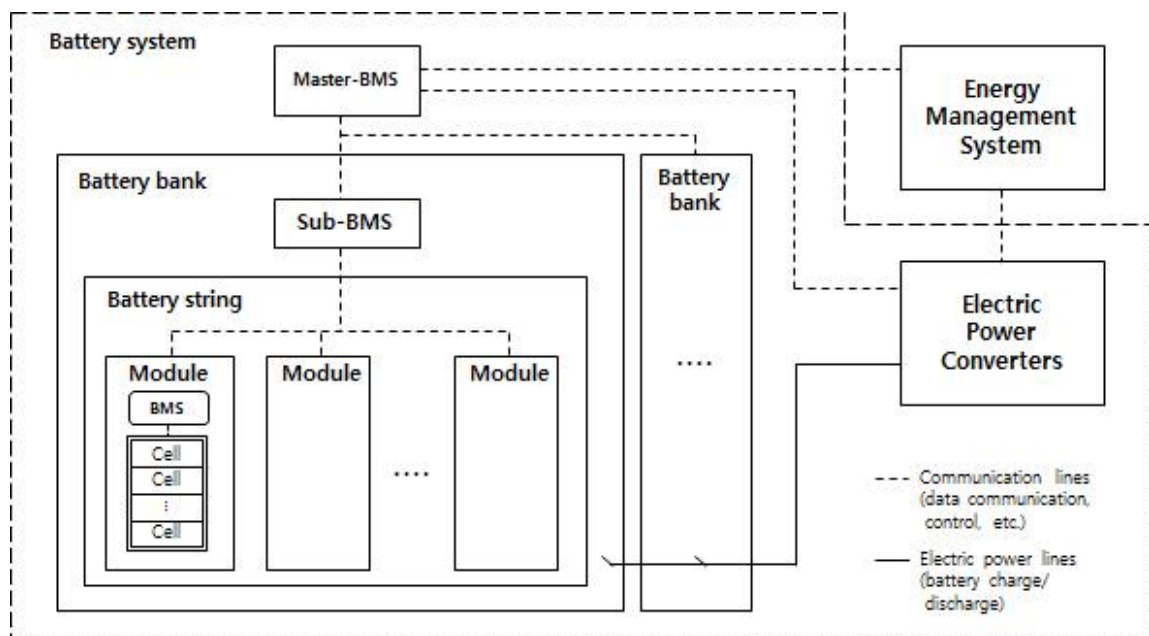 Battery system
Master-BMS
Energy
Management
System
Battery bank
Battery
bank
Sub-BMS
Battery string
Electric
Power
Converters
Module
Module
Module
....
BMS
Cell
Cell
⋮
Cell
....
Communication lines
(data communication,
control, etc.)
Electric power lines
(battery charge/
discharge)